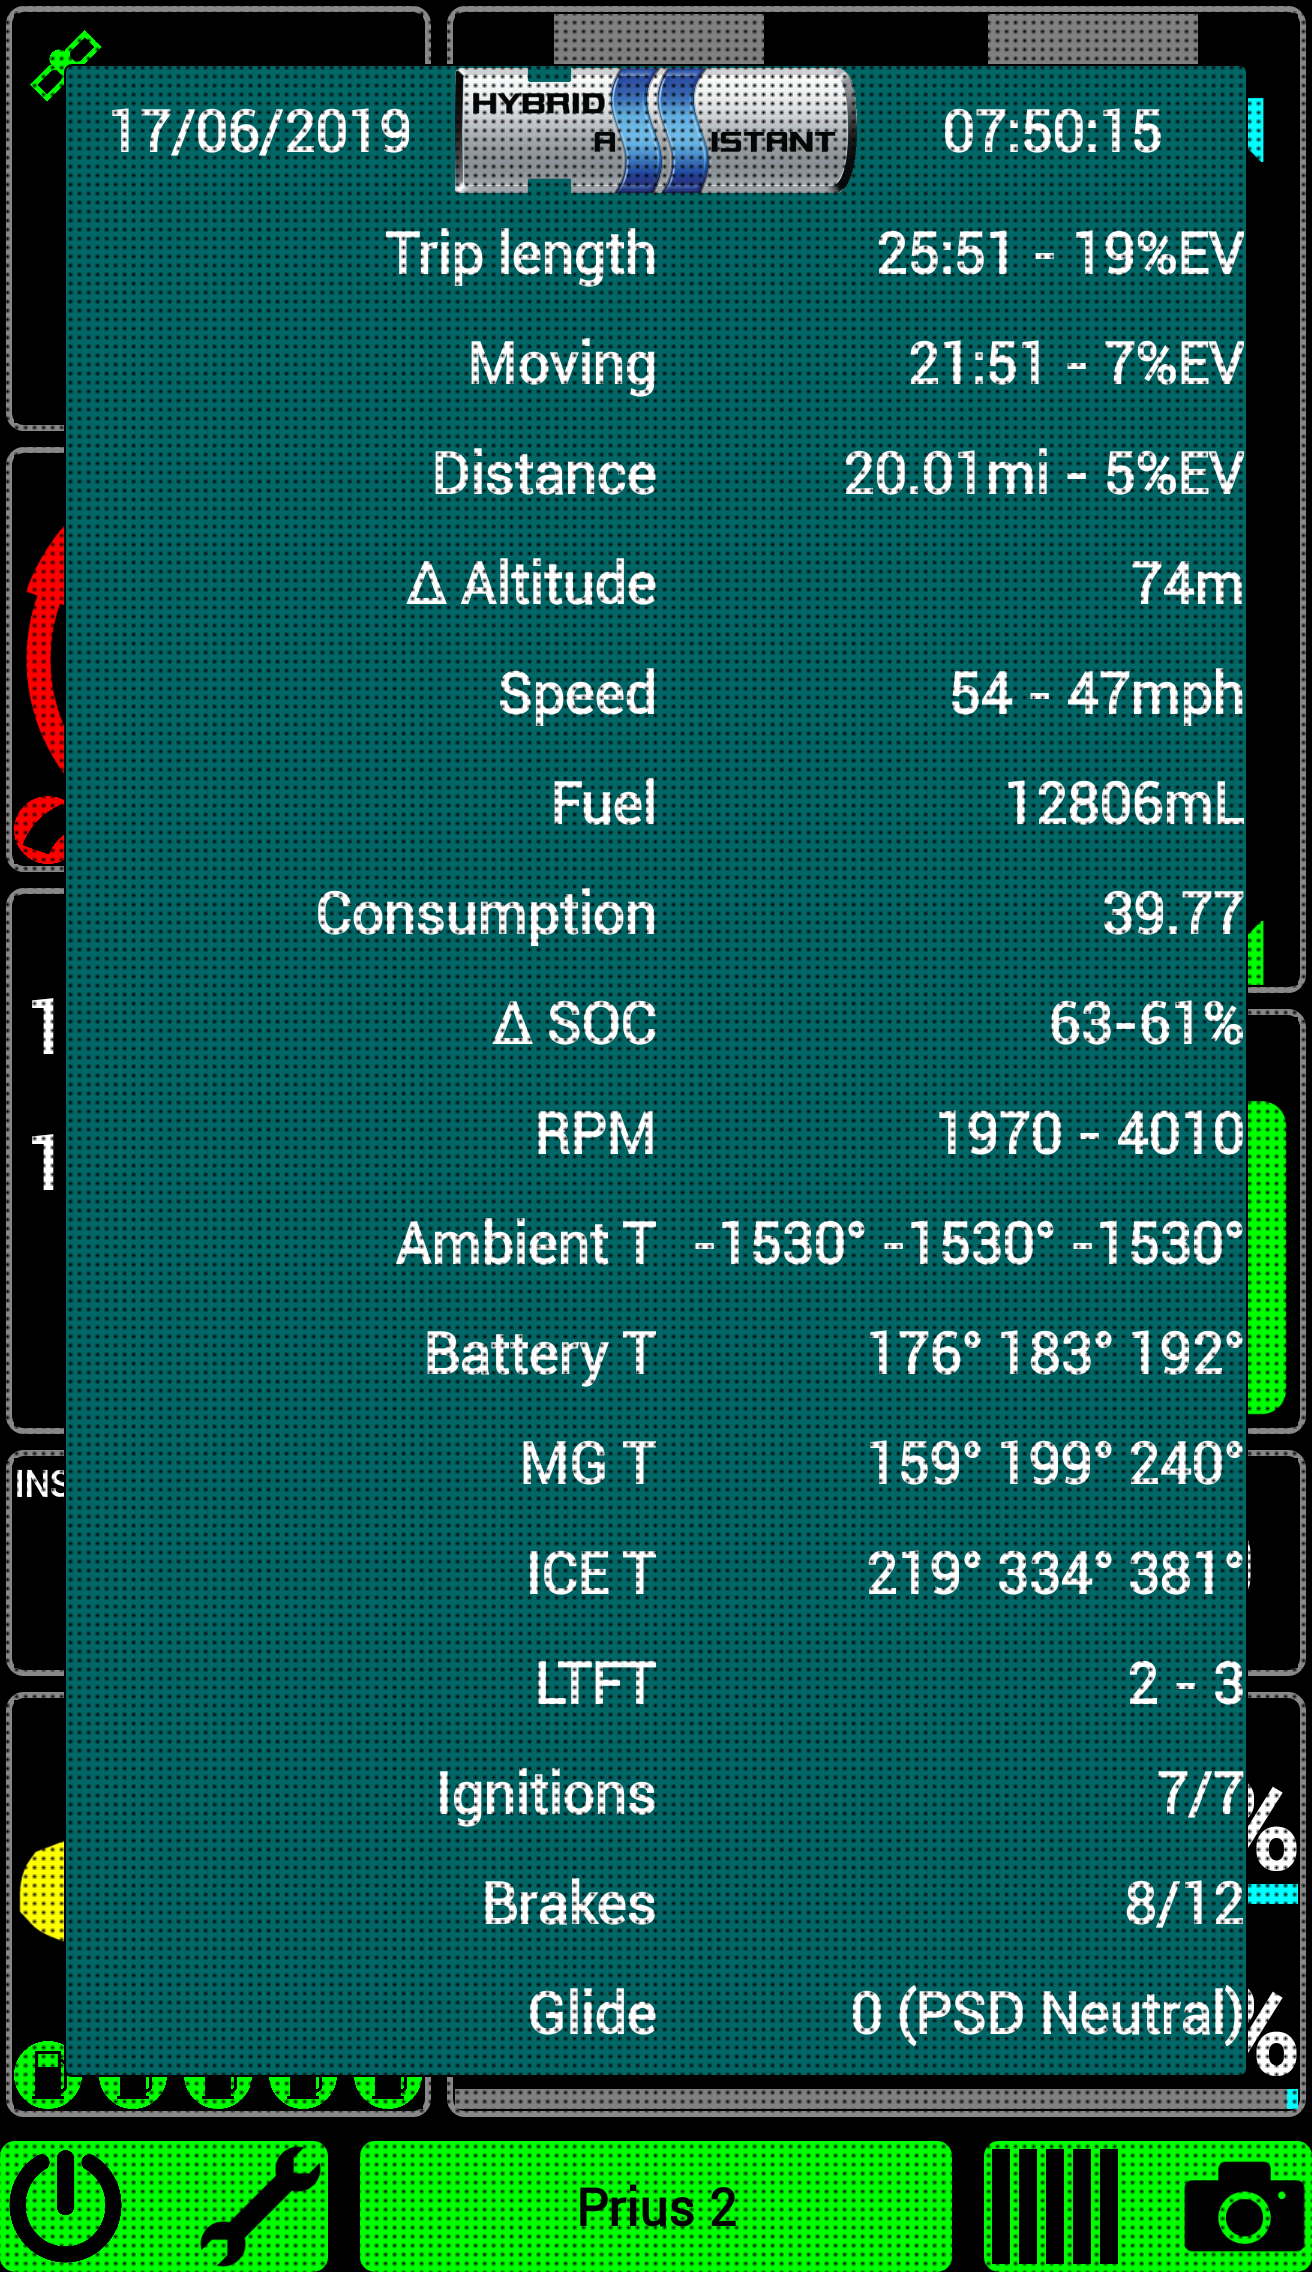 17/06/2019 HYBRID A ISTANT 07:50:15
Trip length 25:51 - 19%EV
Moving 21:51 - 7%EV
Distance 20.01mi - 5%EV
Δ Altitude 74m
Speed 54 - 47mph
Fuel 12806mL
Consumption 39.77
Δ SOC 63-61%
1
RPM 1970 - 4010
1
Ambient T -1530° -1530° -1530°
Battery T 176° 183° 192°
MG T 159° 199° 240°
INS
ICE T 219° 334° 381°
LTFT 2 - 3
Ignitions 7/7
%
Brakes 8/12
Glide 0 (PSD Neutral)
%
Prius 2